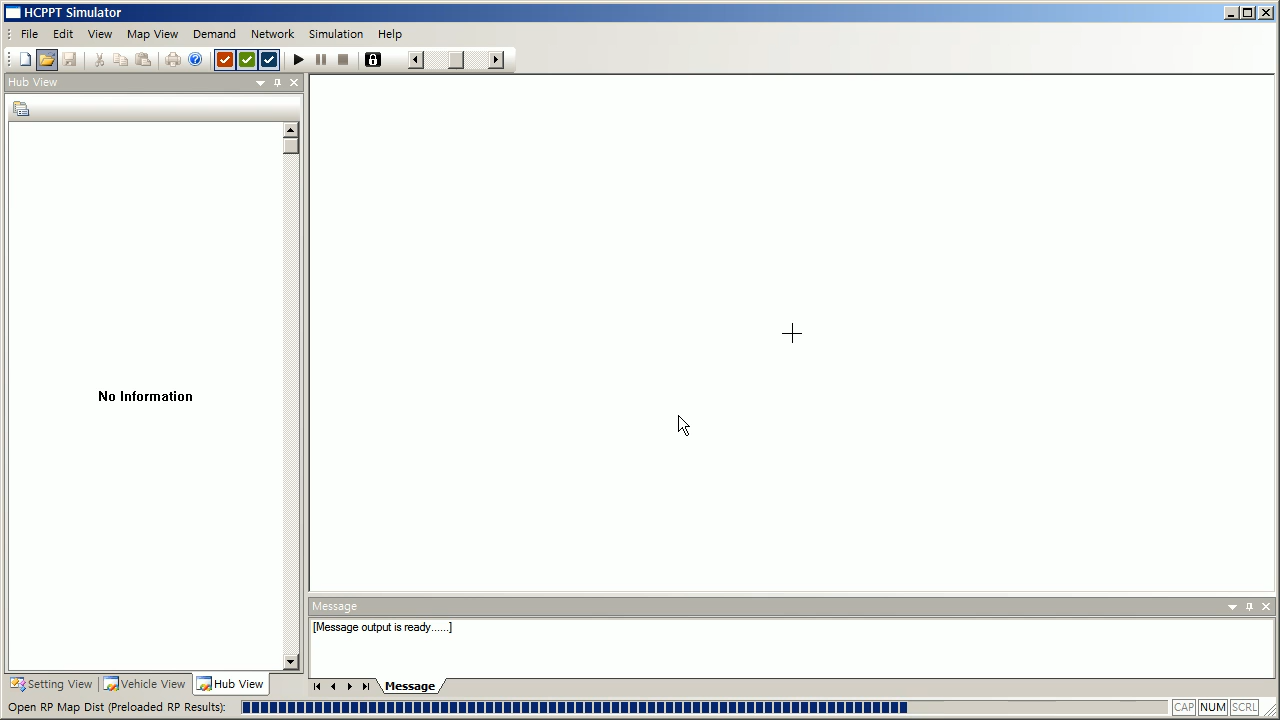 HCPPT Simulator
File Edit View Map View Demand Network Simulation Help
Hub View
No Information
Message
[Message output is ready......]
Setting View Vehicle View Hub View
Message
Open RP Map Dist (Preloaded RP Results):
CAP NUM SCRL